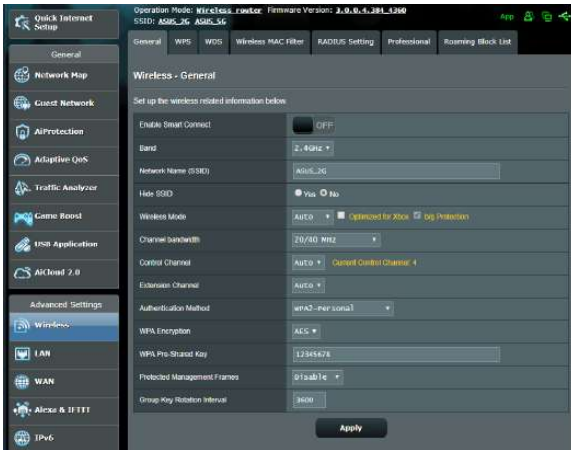 Quick Internet
Setup
Operation Mode: Wireless router Firmware Version: 3.0.0.4.384_4360
SSID: ASUS_2G ASUS_5G
App
General
WPS
WDS
Wireless MAC Filter
RADIUS Setting
Professional
Roaming Block List
General
Network Map
Guest Network
AiProtection
Adaptive QoS
Traffic Analyzer
Game Boost
USB Application
AiCloud 2.0
Advanced Settings
Wireless
LAN
WAN
Alexa & IFTTT
IPv6
Wireless - General
Set up the wireless related information below.
Enable Smart Connect OFF
Band 2.4GHz
Network Name (SSID) ASUS_2G
Hide SSID Yes No
Wireless Mode Auto Optimized for Xbox b/g Protection
Channel bandwidth 20/40 MHz
Control Channel Auto Current Control Channel: 4
Extension Channel Auto
Authentication Method WPA2-Personal
WPA Encryption AES
WPA Pre-Shared Key 12345678
Protected Management Frames Disable
Group Key Rotation Interval 3600
Apply